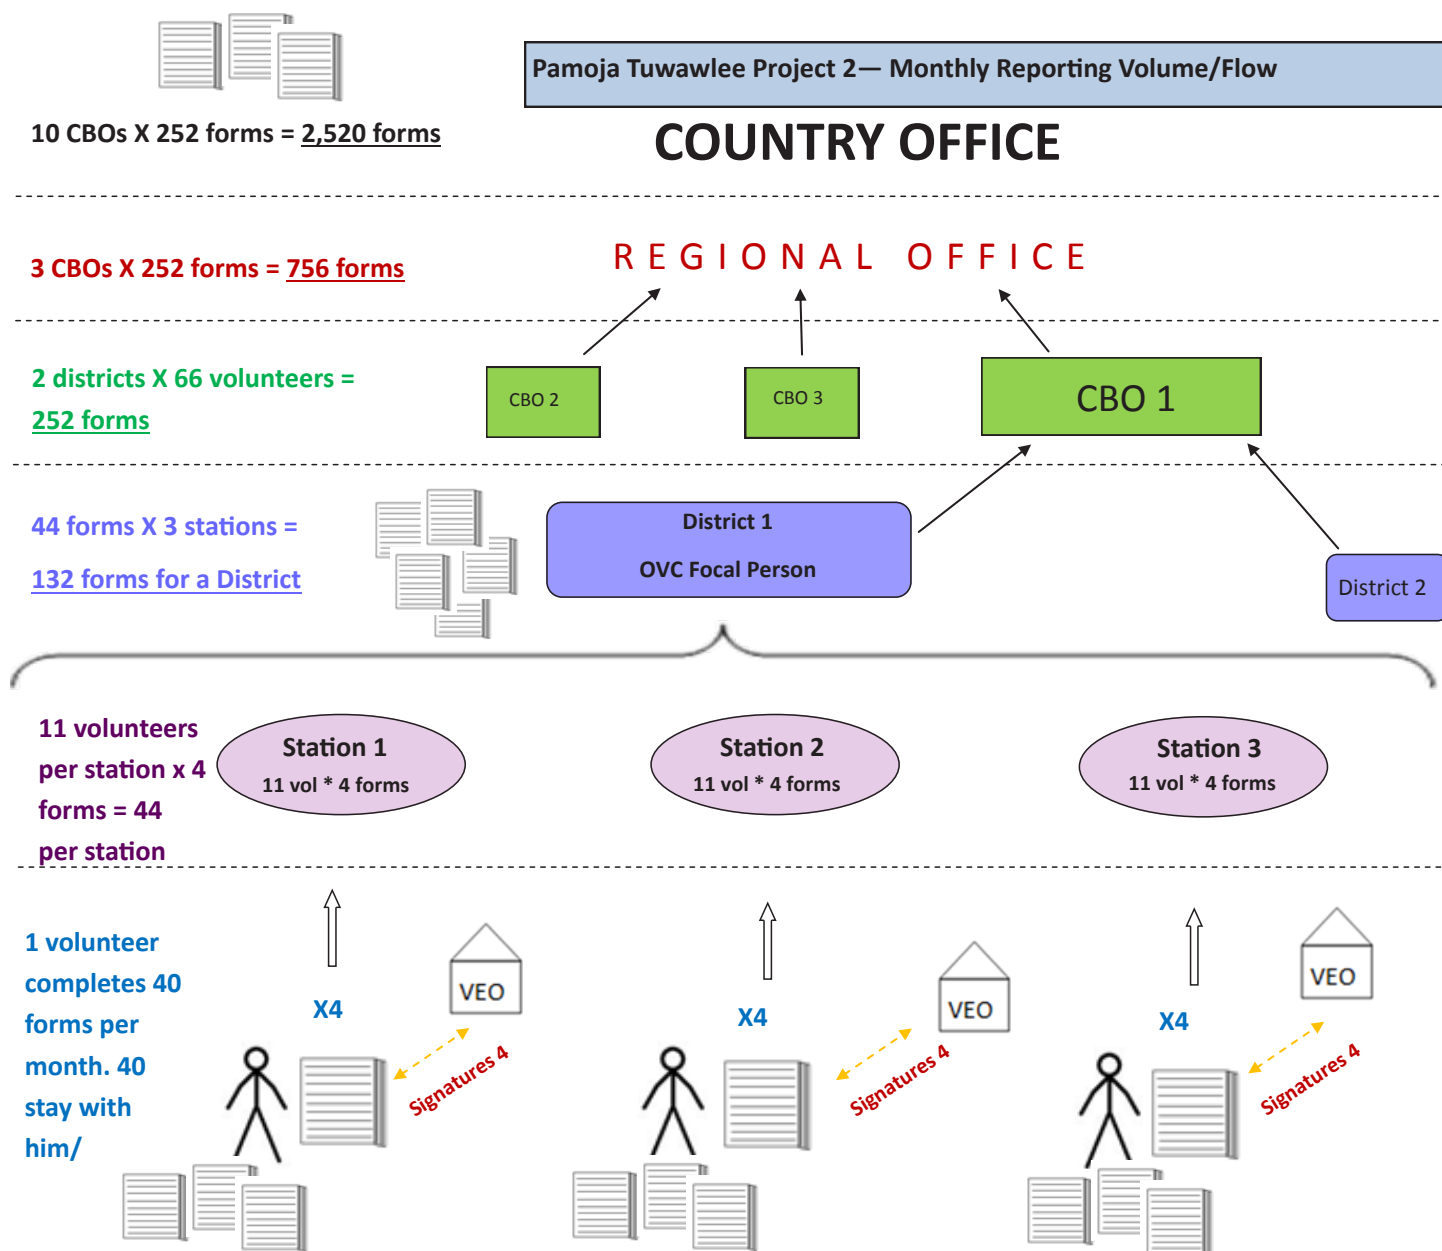 Pamoja Tuwawlee Project 2— Monthly Reporting Volume/Flow
10 CBOs X 252 forms = 2,520 forms
COUNTRY OFFICE
3 CBOs X 252 forms = 756 forms
REGIONAL OFFICE
2 districts X 66 volunteers =
252 forms
CBO 2
CBO 3
CBO 1
44 forms X 3 stations =
132 forms for a District
District 1
OVC Focal Person
District 2
11 volunteers
per station x 4
forms = 44
per station
Station 1
11 vol * 4 forms
Station 2
11 vol * 4 forms
Station 3
11 vol * 4 forms
1 volunteer
completes 40
forms per
month. 40
stay with
him/
X4
VEO
Signatures 4
X4
VEO
Signatures 4
X4
VEO
Signatures 4